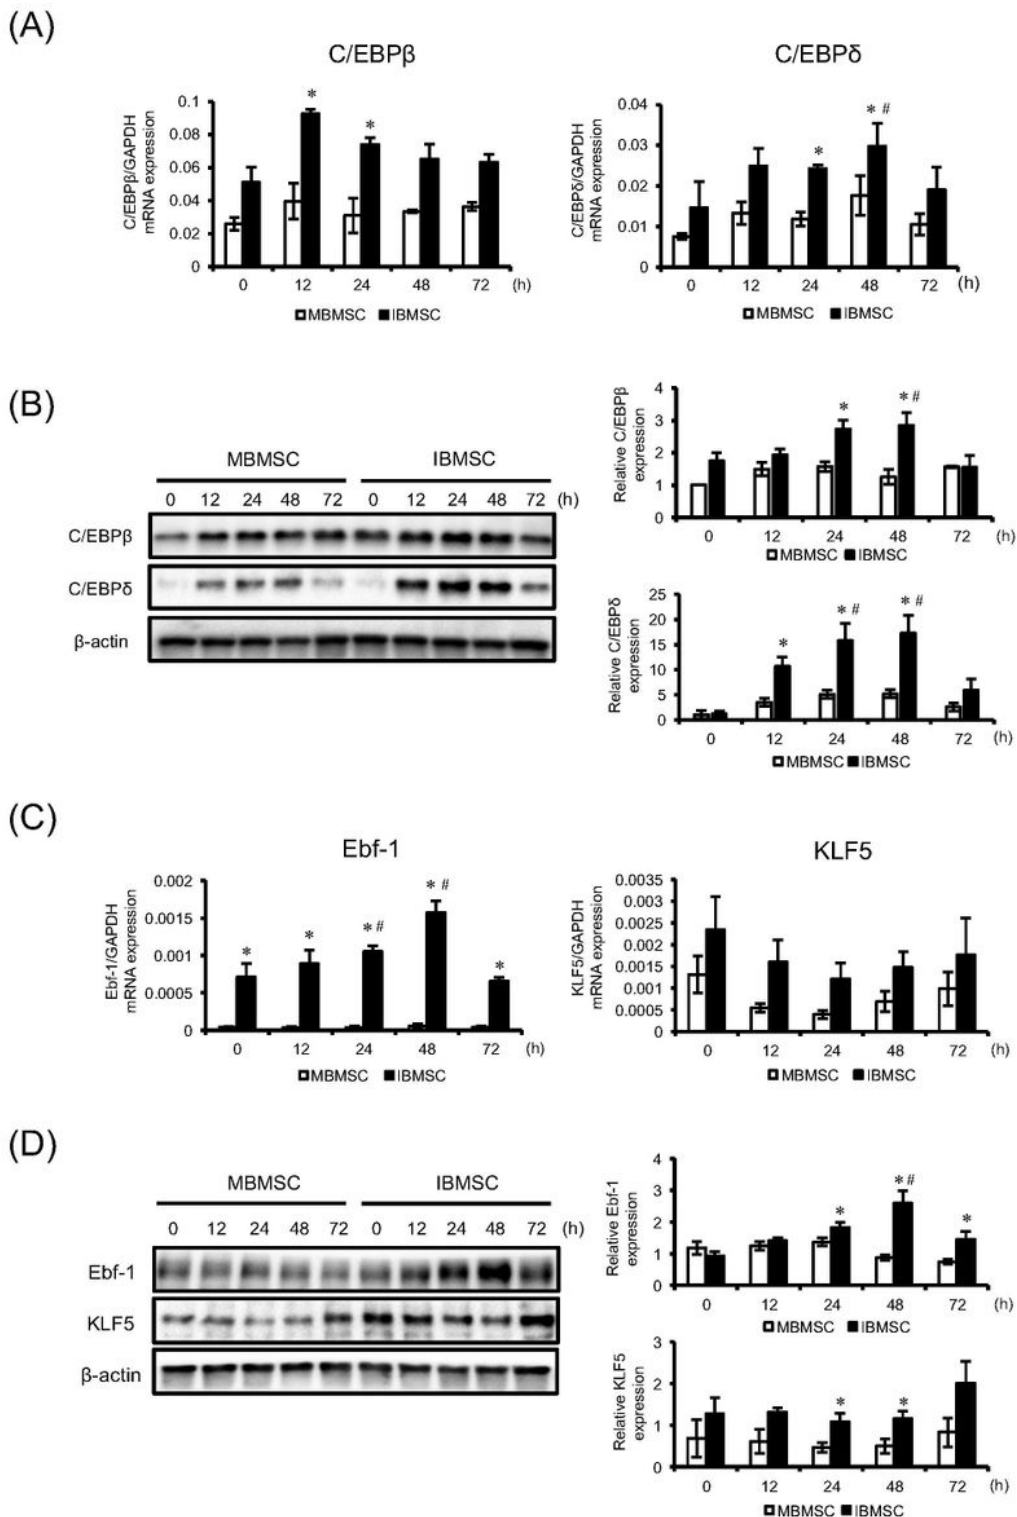 (A)
C/EBPβ
C/EBPβ/GAPDH
mRNA expression
0.1
0.08
0.06
0.04
0.02
0
*
*
0 12 24 48 72 (h)
MBMSC IBMSC
C/EBPδ
C/EBPδ/GAPDH
mRNA expression
0.04
0.03
0.02
0.01
0
*
* #
0 12 24 48 72 (h)
MBMSC IBMSC
(B)
MBMSC IBMSC
0 12 24 48 72 0 12 24 48 72 (h)
C/EBPβ
C/EBPδ
β-actin
Relative C/EBPβ
expression
4
3
2
1
0
*
* #
0 12 24 48 72 (h)
MBMSC IBMSC
Relative C/EBPδ
expression
25
20
15
10
5
0
*
* #
* #
0 12 24 48 72 (h)
MBMSC IBMSC
(C)
Ebf-1
Ebf-1/GAPDH
mRNA expression
0.002
0.0015
0.001
0.0005
0
*
*
* #
* #
*
0 12 24 48 72 (h)
MBMSC IBMSC
KLF5
KLF5/GAPDH
mRNA expression
0.0035
0.003
0.0025
0.002
0.0015
0.001
0.0005
0
0 12 24 48 72 (h)
MBMSC IBMSC
(D)
MBMSC IBMSC
0 12 24 48 72 0 12 24 48 72 (h)
Ebf-1
KLF5
β-actin
Relative Ebf-1
expression
4
3
2
1
0
*
* #
*
0 12 24 48 72 (h)
MBMSC IBMSC
Relative KLF5
expression
3
2
1
0
*
*
0 12 24 48 72 (h)
MBMSC IBMSC